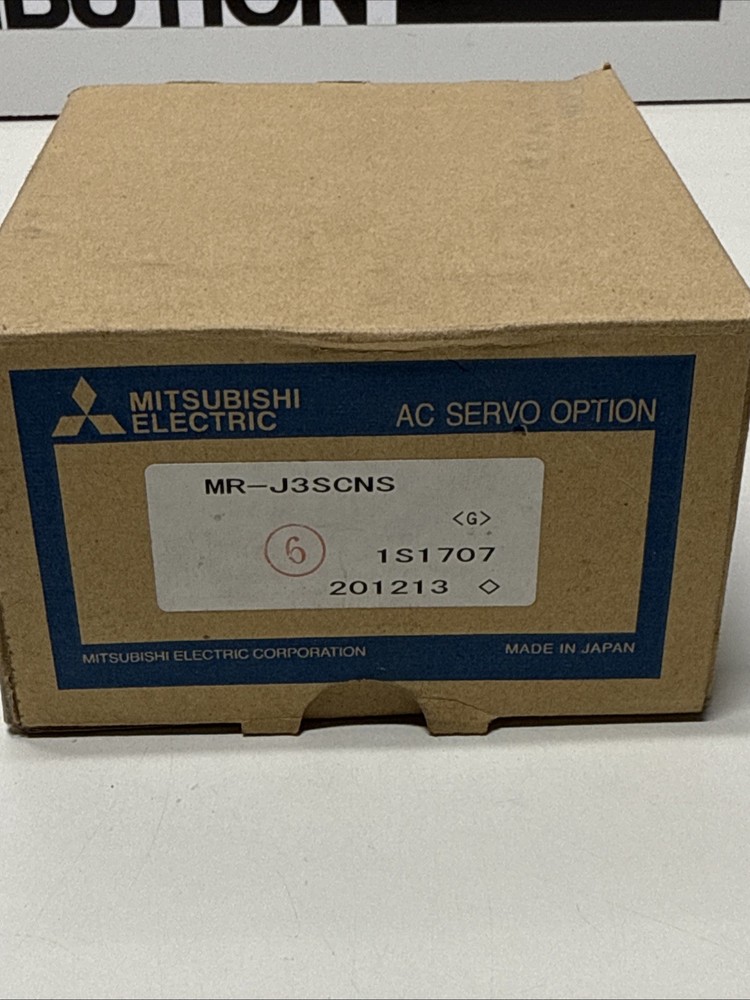 MITSUBISHI
ELECTRIC
AC SERVO OPTION
MR-J3SCNS
<G>
6
1S1707
201213 ◇
MITSUBISHI ELECTRIC CORPORATION
MADE IN JAPAN